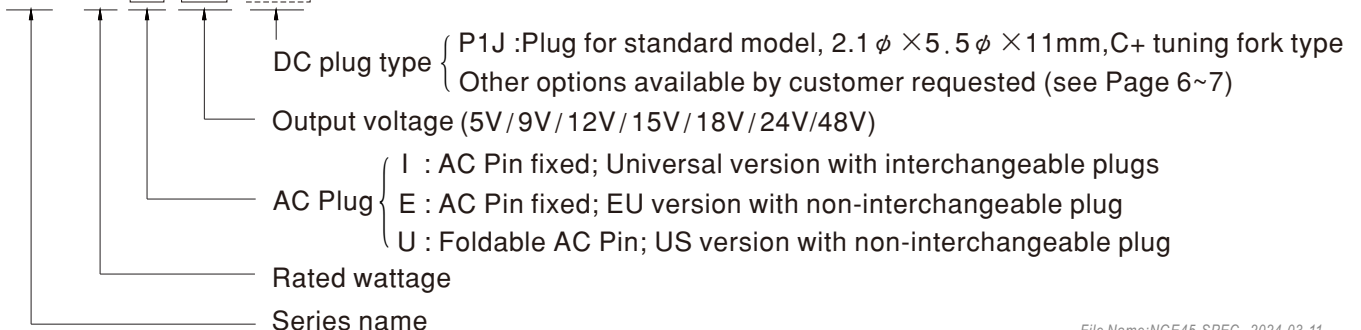 DC plug type { P1J :Plug for standard model, 2.1φ×5.5φ×11mm,C+ tuning fork type
Other options available by customer requested (see Page 6~7)
Output voltage (5V/9V/12V/15V/18V/24V/48V)
AC Plug { I : AC Pin fixed; Universal version with interchangeable plugs
E : AC Pin fixed; EU version with non-interchangeable plug
U : Foldable AC Pin; US version with non-interchangeable plug
Rated wattage
Series name
File Name:NGE45-SPEC 2024-03-11